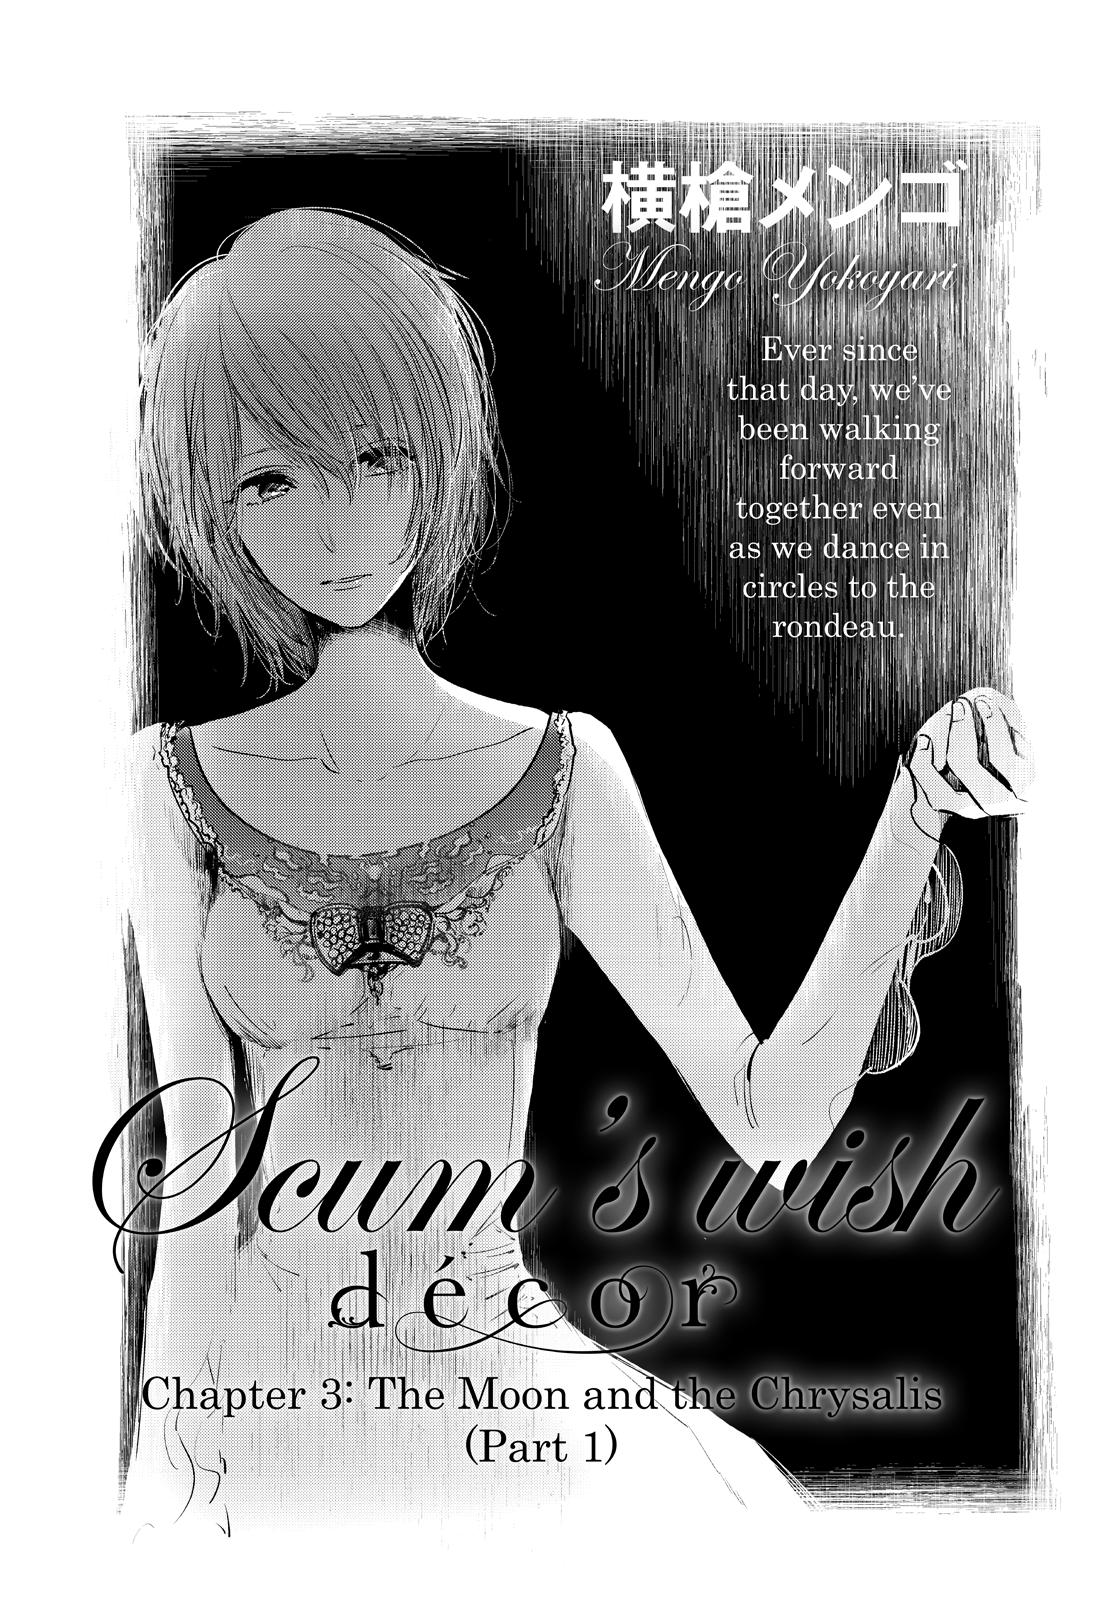 横槍メンゴ
Mengo Yokoyari
Ever since
that day, we've
been walking
forward
together even
as we dance in
circles to the
rondeau.
Scum's wish
décor
Chapter 3: The Moon and the Chrysalis
(Part 1)